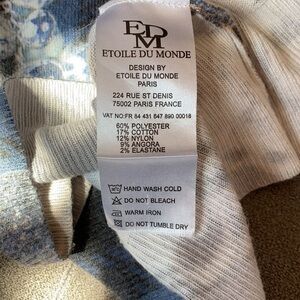 EDM
ETOILE DU MONDE
DESIGN BY
ETOILE DU MONDE
PARIS
224 RUE ST DENIS
75002 PARIS FRANCE
VAT NO:FR 84 431 647 890 00018
60% POLYESTER
17% COTTON
12% NYLON
9% ANGORA
2% ELASTANE
HAND WASH COLD
DO NOT BLEACH
WARM IRON
DO NOT TUMBLE DRY